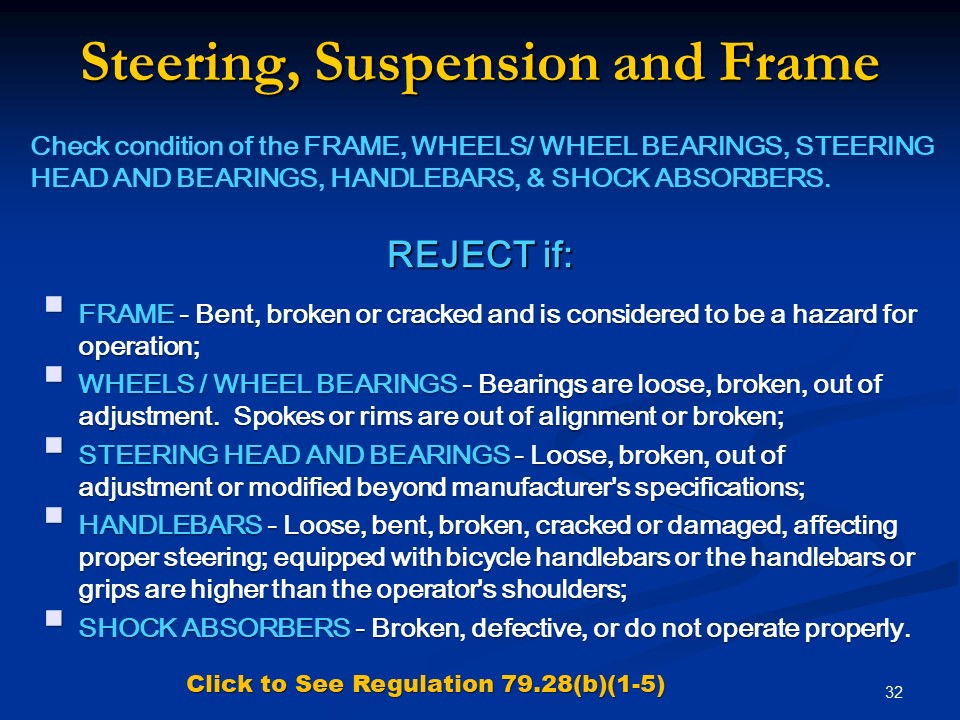 Steering, Suspension and Frame
Check condition of the FRAME, WHEELS/ WHEEL BEARINGS, STEERING
HEAD AND BEARINGS, HANDLEBARS, & SHOCK ABSORBERS.
REJECT if:
FRAME - Bent, broken or cracked and is considered to be a hazard for
operation;
WHEELS / WHEEL BEARINGS - Bearings are loose, broken, out of
adjustment.  Spokes or rims are out of alignment or broken;
STEERING HEAD AND BEARINGS - Loose, broken, out of
adjustment or modified beyond manufacturer's specifications;
HANDLEBARS - Loose, bent, broken, cracked or damaged, affecting
proper steering; equipped with bicycle handlebars or the handlebars or
grips are higher than the operator's shoulders;
SHOCK ABSORBERS - Broken, defective, or do not operate properly.
Click to See Regulation 79.28(b)(1-5)
32